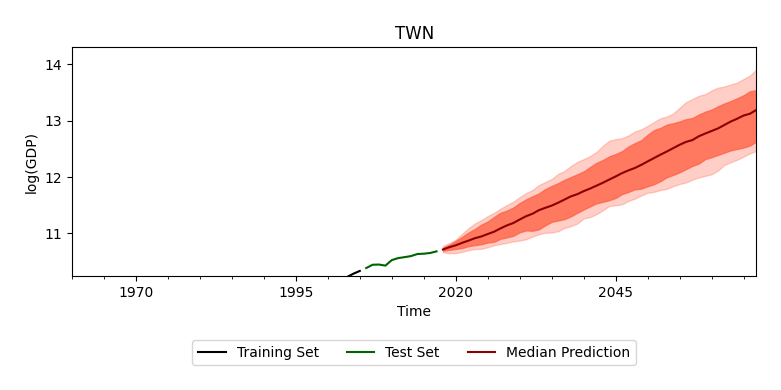 TWN
14
13
12
11
log(GDP)
1970 1995 2020 2045
Time
Training Set Test Set Median Prediction